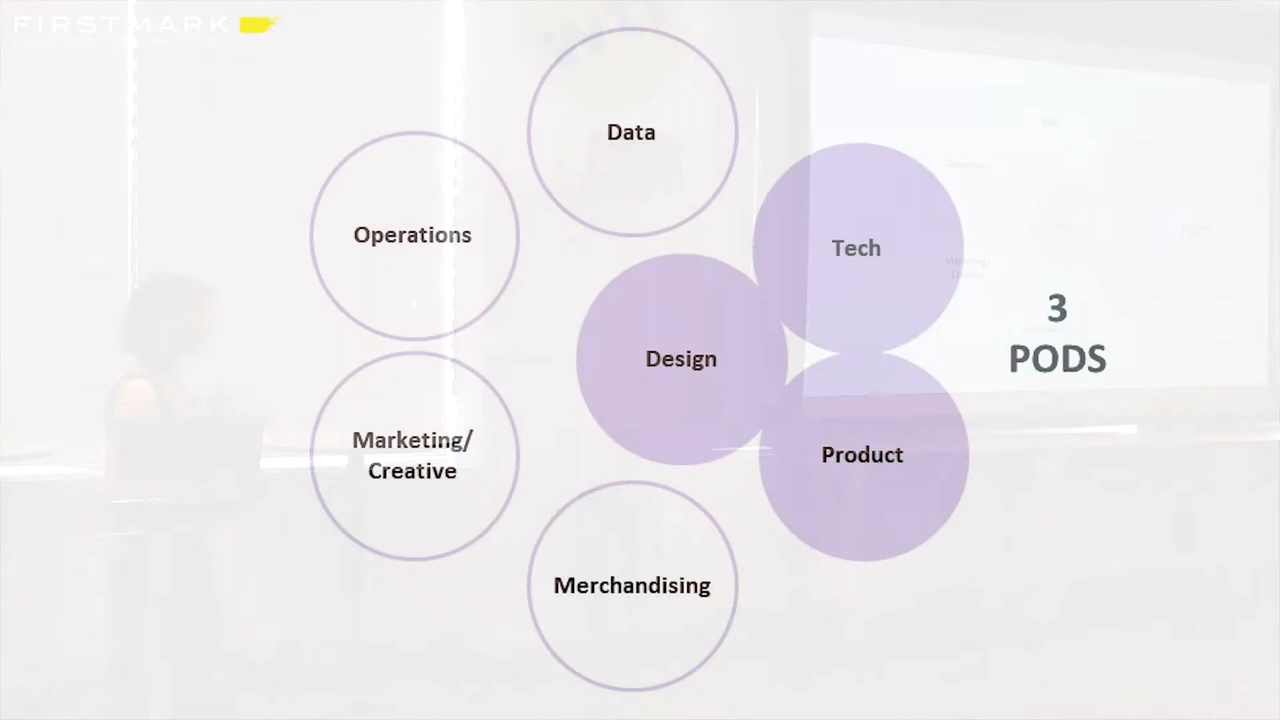 FIRSTMARK
Data
Operations
Tech
3
PODS
Design
Marketing/
Creative
Product
Merchandising